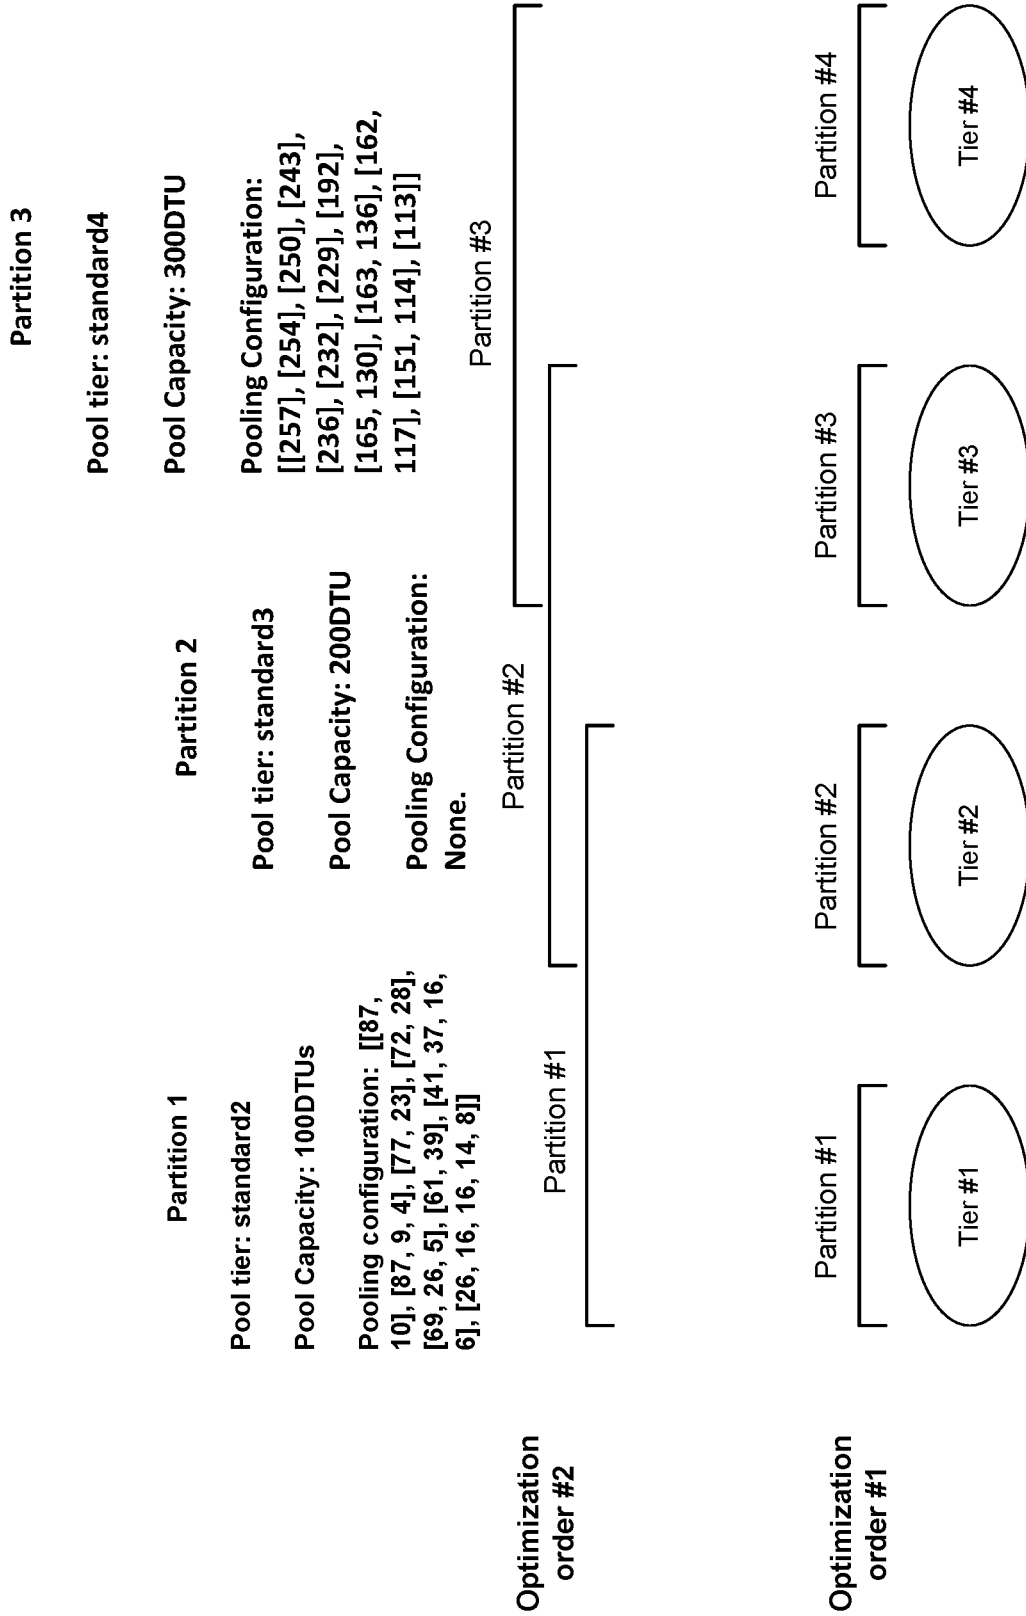 Partition 1
Pool tier: standard2
Pool Capacity: 100DTUs
Pooling configuration: [[87,
10], [87, 9, 4], [77, 23], [72, 28],
[69, 26, 5], [61, 39], [41, 37, 16,
6], [26, 16, 16, 14, 8]]
Partition 2
Pool tier: standard3
Pool Capacity: 200DTU
Pooling Configuration:
None.
Partition 3
Pool tier: standard4
Pool Capacity: 300DTU
Pooling Configuration:
[[257], [254], [250], [243],
[236], [232], [229], [192],
[165, 130], [163, 136], [162,
117], [151, 114], [113]]
Optimization
order #2
Partition #1
Partition #2
Partition #3
Optimization
order #1
Partition #1
Partition #2
Partition #3
Partition #4
Tier #1
Tier #2
Tier #3
Tier #4